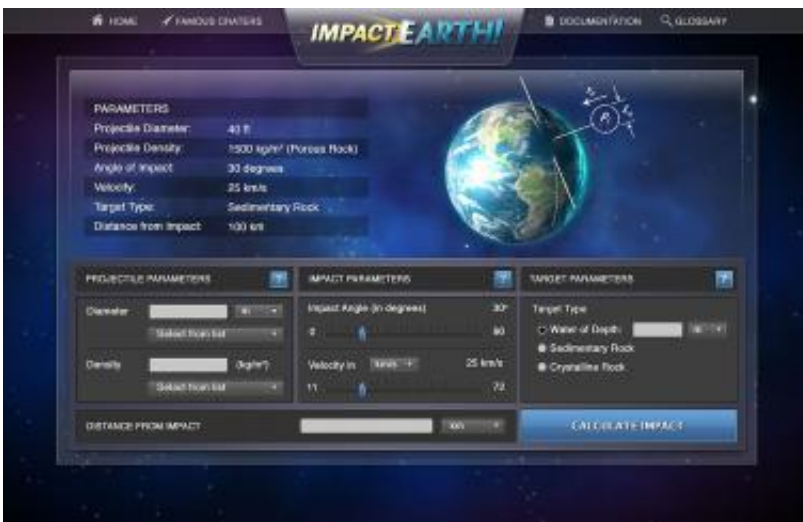 HOME
FAMOUS CRATERS
IMPACTEARTH!
DOCUMENTATION
GLOSSARY
PARAMETERS
Projectile Diameter: 40 ft
Projectile Density: 1500 kg/m³ (Porous Rock)
Angle of Impact: 30 degrees
Velocity: 25 km/s
Target Type: Sedimentary Rock
Distance from Impact: 100 km
PROJECTILE PARAMETERS ?
IMPACT PARAMETERS ?
TARGET PARAMETERS ?
Diameter
Select from list
Density (kg/m³)
Select from list
Impact Angle (in degrees) 30°
0 90
Velocity in km/s 25 km/s
11 72
Target Type
Water of Depth:
Sedimentary Rock
Crystalline Rock
DISTANCE FROM IMPACT km
CALCULATE IMPACT